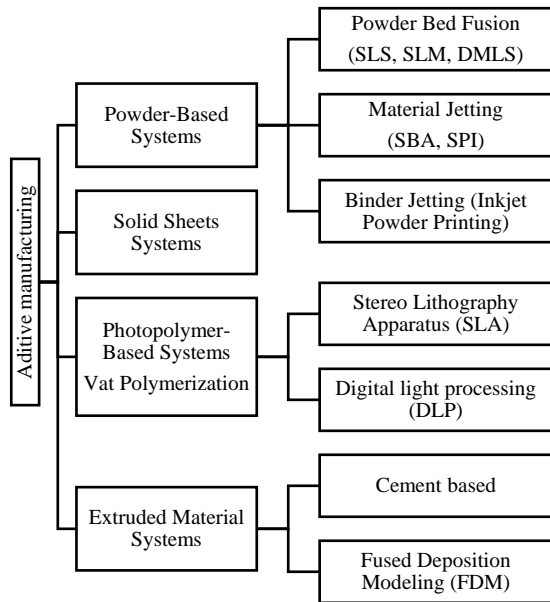 Aditive manufacturing
Powder-Based
Systems
Powder Bed Fusion
(SLS, SLM, DMLS)
Material Jetting
(SBA, SPI)
Binder Jetting (Inkjet
Powder Printing)
Solid Sheets
Systems
Photopolymer-
Based Systems
Vat Polymerization
Stereo Lithography
Apparatus (SLA)
Digital light processing
(DLP)
Extruded Material
Systems
Cement based
Fused Deposition
Modeling (FDM)